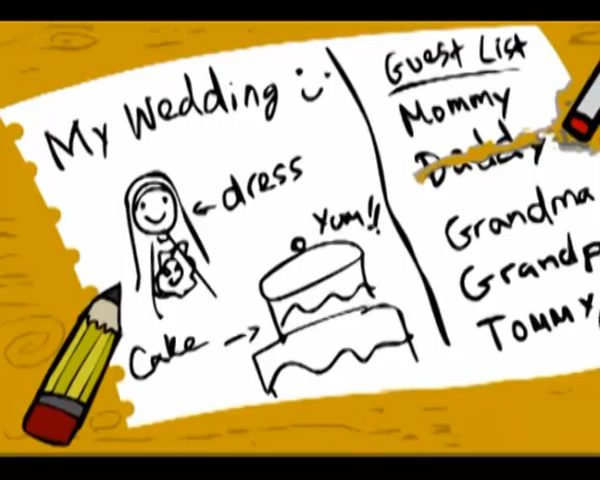 My Wedding :)
dress
Yum!!
Cake
Guest List
Mommy
Daddy
Grandma
Grandp
Tommy